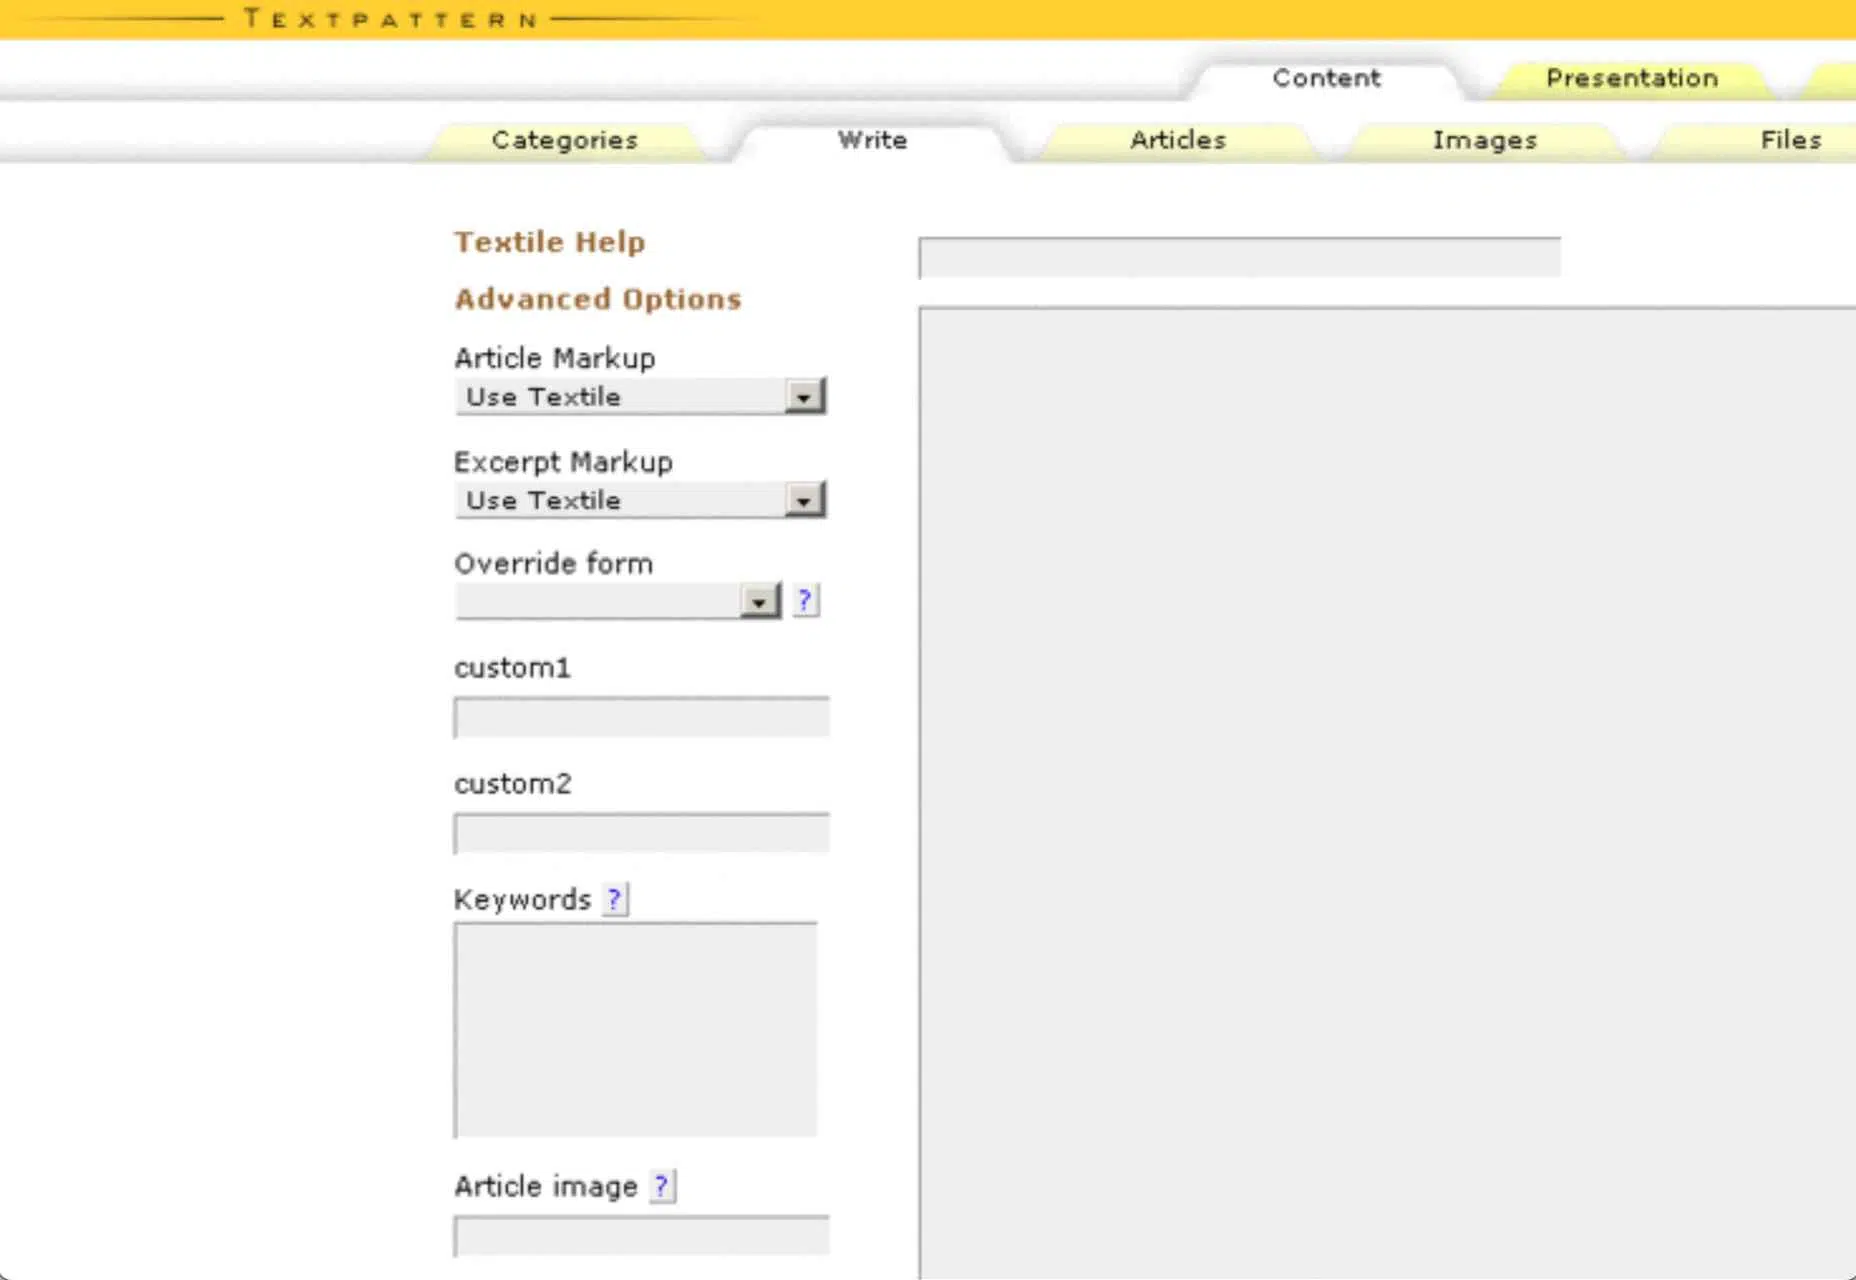 TEXTPATTERN
Content Presentation
Categories Write Articles Images Files
Textile Help
Advanced Options
Article Markup
Use Textile
Excerpt Markup
Use Textile
Override form
?
custom1
custom2
Keywords ?
Article image ?